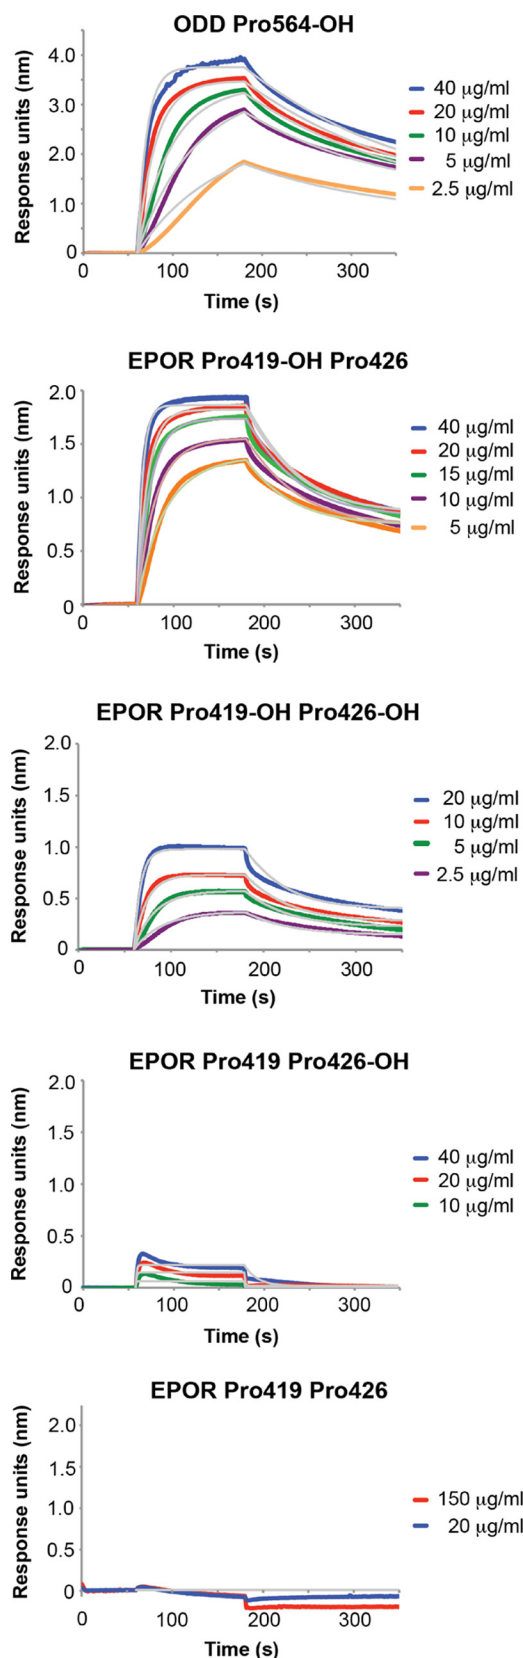 ODD Pro564-OH
Response units (nm)
4.0
3.0
2.0
1.0
0
0 100 200 300
Time (s)
40 μg/ml
20 μg/ml
10 μg/ml
5 μg/ml
2.5 μg/ml
EPOR Pro419-OH Pro426
Response units (nm)
2.0
1.5
1.0
0.5
0
0 100 200 300
Time (s)
40 μg/ml
20 μg/ml
15 μg/ml
10 μg/ml
5 μg/ml
EPOR Pro419-OH Pro426-OH
Response units (nm)
2.0
1.0
0.5
0
0 100 200 300
Time (s)
20 μg/ml
10 μg/ml
5 μg/ml
2.5 μg/ml
EPOR Pro419 Pro426-OH
Response units (nm)
2.0
1.5
1.0
0.5
0
0 100 200 300
Time (s)
40 μg/ml
20 μg/ml
10 μg/ml
EPOR Pro419 Pro426
Response units (nm)
2.0
1.5
1.0
0.5
0
0 100 200 300
Time (s)
150 μg/ml
20 μg/ml